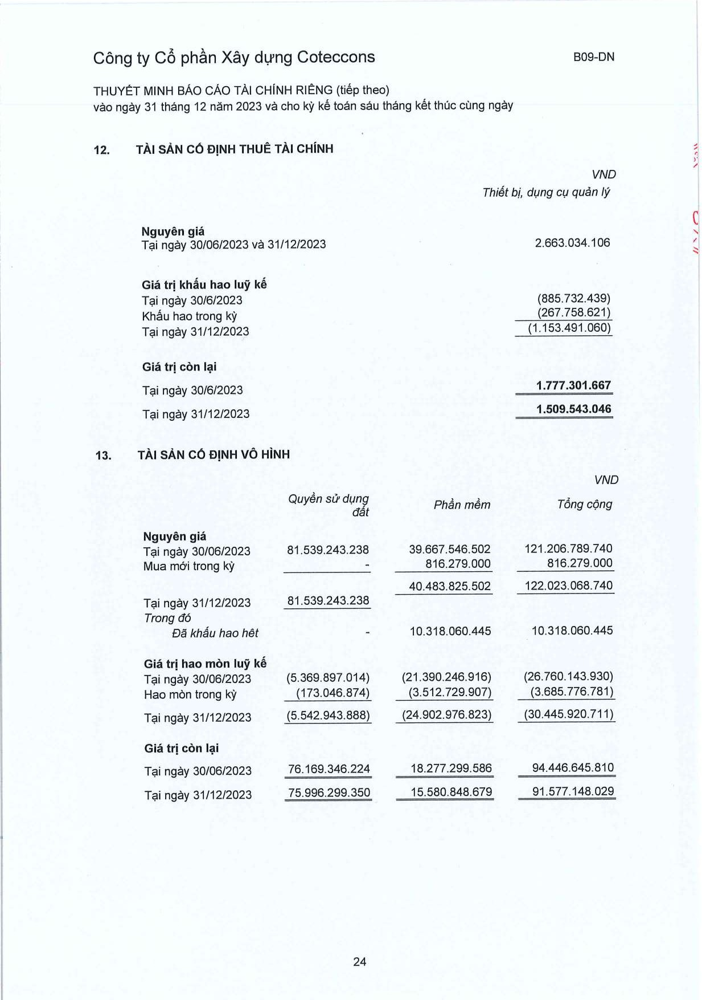 Công ty Cổ phần Xây dựng Coteccons B09-DN
THUYẾT MINH BÁO CÁO TÀI CHÍNH RIÊNG (tiếp theo)
vào ngày 31 tháng 12 năm 2023 và cho kỳ kế toán sáu tháng kết thúc cùng ngày
12. TÀI SẢN CỐ ĐỊNH THUÊ TÀI CHÍNH
VND
Thiết bị, dụng cụ quản lý
Nguyên giá
Tại ngày 30/06/2023 và 31/12/2023 2.663.034.106
Giá trị khấu hao luỹ kế
Tại ngày 30/6/2023 (885.732.439)
Khấu hao trong kỳ (267.758.621)
Tại ngày 31/12/2023 (1.153.491.060)
Giá trị còn lại
Tại ngày 30/6/2023 1.777.301.667
Tại ngày 31/12/2023 1.509.543.046
13. TÀI SẢN CỐ ĐỊNH VÔ HÌNH
VND
Quyền sử dụng
đất Phần mềm Tổng cộng
Nguyên giá
Tại ngày 30/06/2023 81.539.243.238 39.667.546.502 121.206.789.740
Mua mới trong kỳ - 816.279.000 816.279.000
40.483.825.502 122.023.068.740
Tại ngày 31/12/2023 81.539.243.238
Trong đó
Đã khấu hao hêt - 10.318.060.445 10.318.060.445
Giá trị hao mòn luỹ kế
Tại ngày 30/06/2023 (5.369.897.014) (21.390.246.916) (26.760.143.930)
Hao mòn trong kỳ (173.046.874) (3.512.729.907) (3.685.776.781)
Tại ngày 31/12/2023 (5.542.943.888) (24.902.976.823) (30.445.920.711)
Giá trị còn lại
Tại ngày 30/06/2023 76.169.346.224 18.277.299.586 94.446.645.810
Tại ngày 31/12/2023 75.996.299.350 15.580.848.679 91.577.148.029
24